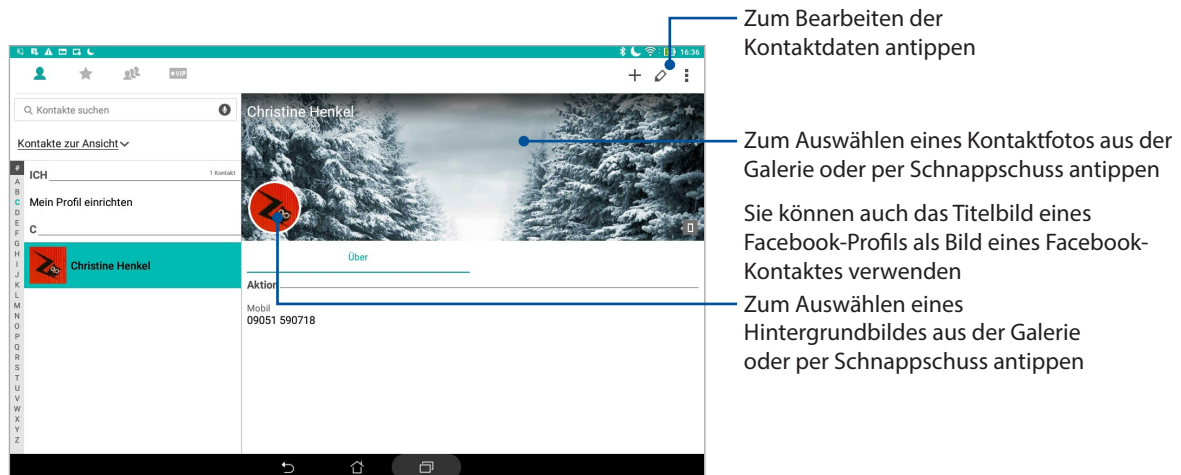 Zum Bearbeiten der
Kontaktdaten antippen
16:36
VIP
Kontakte suchen
Christine Henkel
Kontakte zur Ansicht
Zum Auswählen eines Kontaktfotos aus der
Galerie oder per Schnappschuss antippen
#
ICH
1 Kontakt
A
B
Mein Profil einrichten
C
D
E
F
C
Sie können auch das Titelbild eines
Facebook-Profils als Bild eines Facebook-
Kontaktes verwenden
G
H
I
J
K
Christine Henkel
Über
Aktion
Mobil
09051 590718
Zum Auswählen eines
Hintergrundbildes aus der Galerie
oder per Schnappschuss antippen
L
M
N
O
P
Q
R
S
T
U
V
W
X
Y
Z